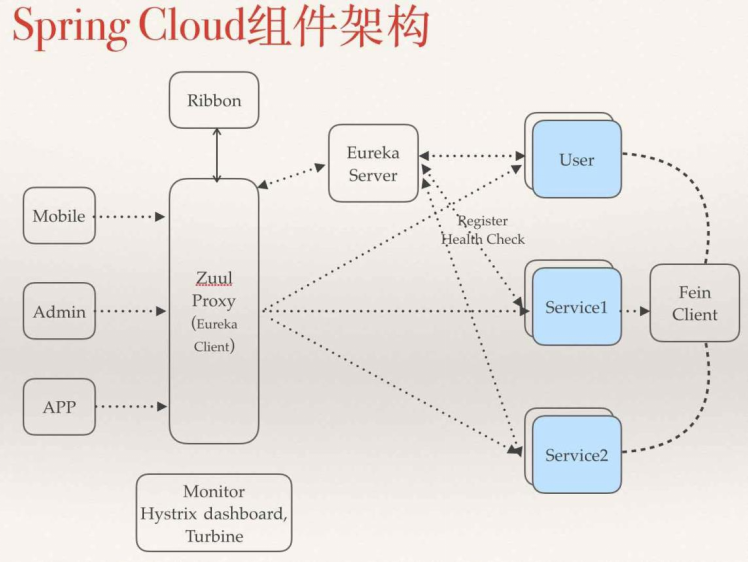 Spring Cloud组件架构
Ribbon
Eureka
Server
User
Mobile
Register
Health Check
Zuul
Proxy
(Eureka
Client)
Admin
Service1
Fein
Client
APP
Service2
Monitor
Hystrix dashboard,
Turbine